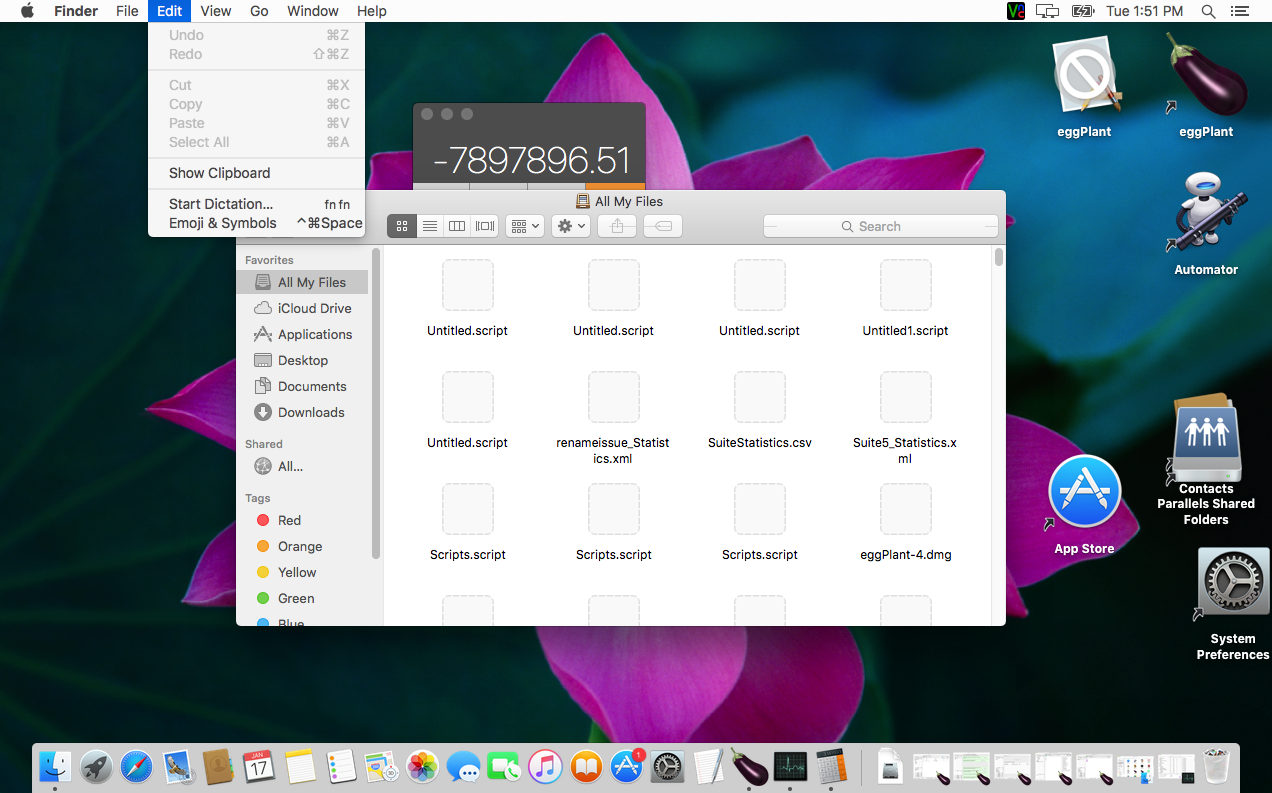 Finder File Edit View Go Window Help Tue 1:51 PM
Undo ⌘Z
Redo ⇧⌘Z
Cut ⌘X
Copy ⌘C
Paste ⌘V
Select All ⌘A
Show Clipboard
Start Dictation... fn fn
Emoji & Symbols ^⌘Space
-7897896.51
All My Files
Search
Favorites
All My Files
iCloud Drive
Applications
Desktop
Documents
Downloads
Shared
All...
Tags
Red
Orange
Yellow
Green
Blue
Untitled.script Untitled.script Untitled.script Untitled1.script
Untitled.script renameissue_Statist SuiteStatistics.csv Suite5_Statistics.x
ics.xml ml
Scripts.script Scripts.script Scripts.script eggPlant-4.dmg
eggPlant eggPlant
Automator
Contacts
Parallels Shared
Folders
App Store
System
Preferences
JAN
17
1